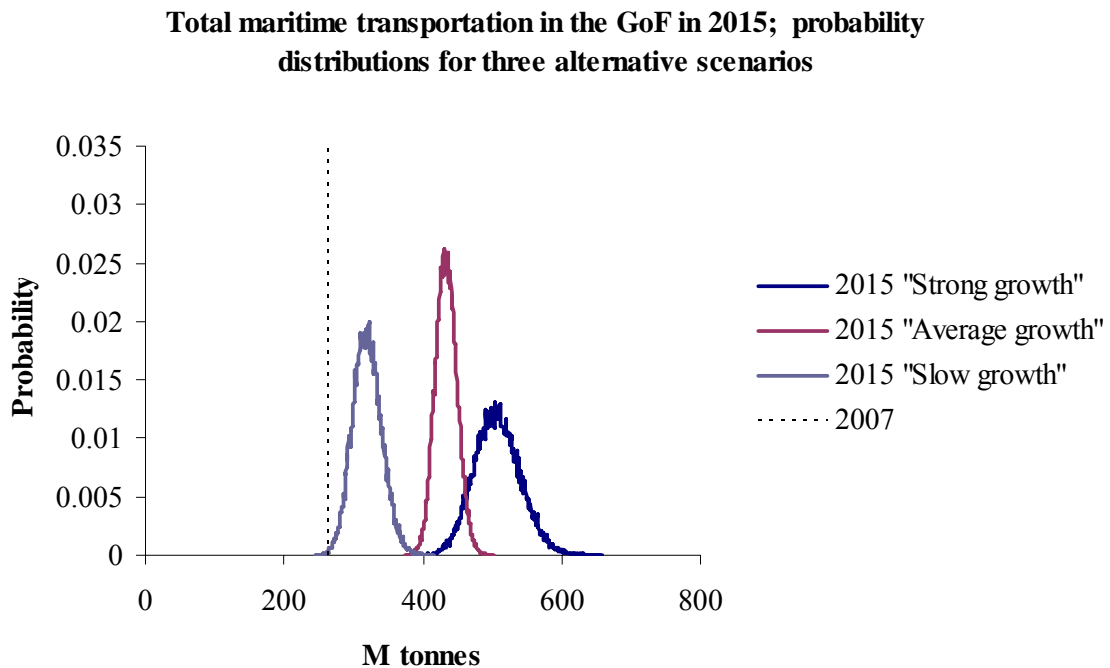 Total maritime transportation in the GoF in 2015; probability
distributions for three alternative scenarios
0.035
0.03
0.025
0.02
0.015
0.01
0.005
0
Probability
0 200 400 600 800
M tonnes
2015 "Strong growth"
2015 "Average growth"
2015 "Slow growth"
2007